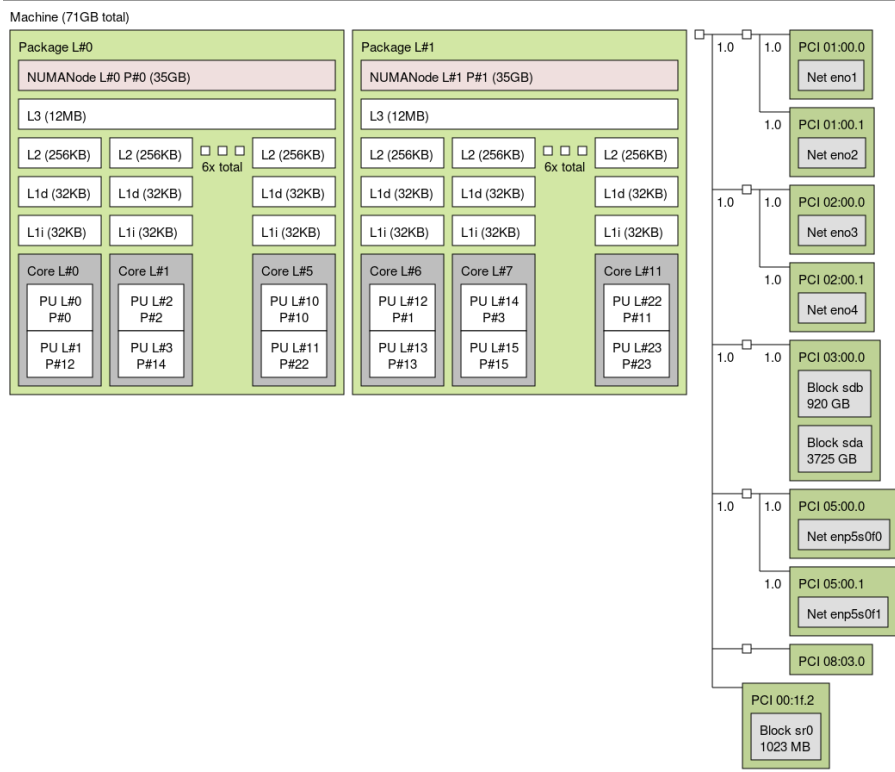 Machine (71GB total)
Package L#0
NUMANode L#0 P#0 (35GB)
L3 (12MB)
L2 (256KB) L2 (256KB) 6x total L2 (256KB)
L1d (32KB) L1d (32KB) L1d (32KB)
L1i (32KB) L1i (32KB) L1i (32KB)
Core L#0 Core L#1 Core L#5
PU L#0 PU L#2 PU L#10
P#0 P#2 P#10
PU L#1 PU L#3 PU L#11
P#12 P#14 P#22
Package L#1
NUMANode L#1 P#1 (35GB)
L3 (12MB)
L2 (256KB) L2 (256KB) 6x total L2 (256KB)
L1d (32KB) L1d (32KB) L1d (32KB)
L1i (32KB) L1i (32KB) L1i (32KB)
Core L#6 Core L#7 Core L#11
PU L#12 PU L#14 PU L#22
P#1 P#3 P#11
PU L#13 PU L#15 PU L#23
P#13 P#15 P#23
1.0 1.0 PCI 01:00.0
Net eno1
1.0 PCI 01:00.1
Net eno2
1.0 1.0 PCI 02:00.0
Net eno3
1.0 PCI 02:00.1
Net eno4
1.0 1.0 PCI 03:00.0
Block sdb
920 GB
Block sda
3725 GB
1.0 1.0 PCI 05:00.0
Net enp5s0f0
1.0 PCI 05:00.1
Net enp5s0f1
PCI 08:03.0
PCI 00:1f.2
Block sr0
1023 MB